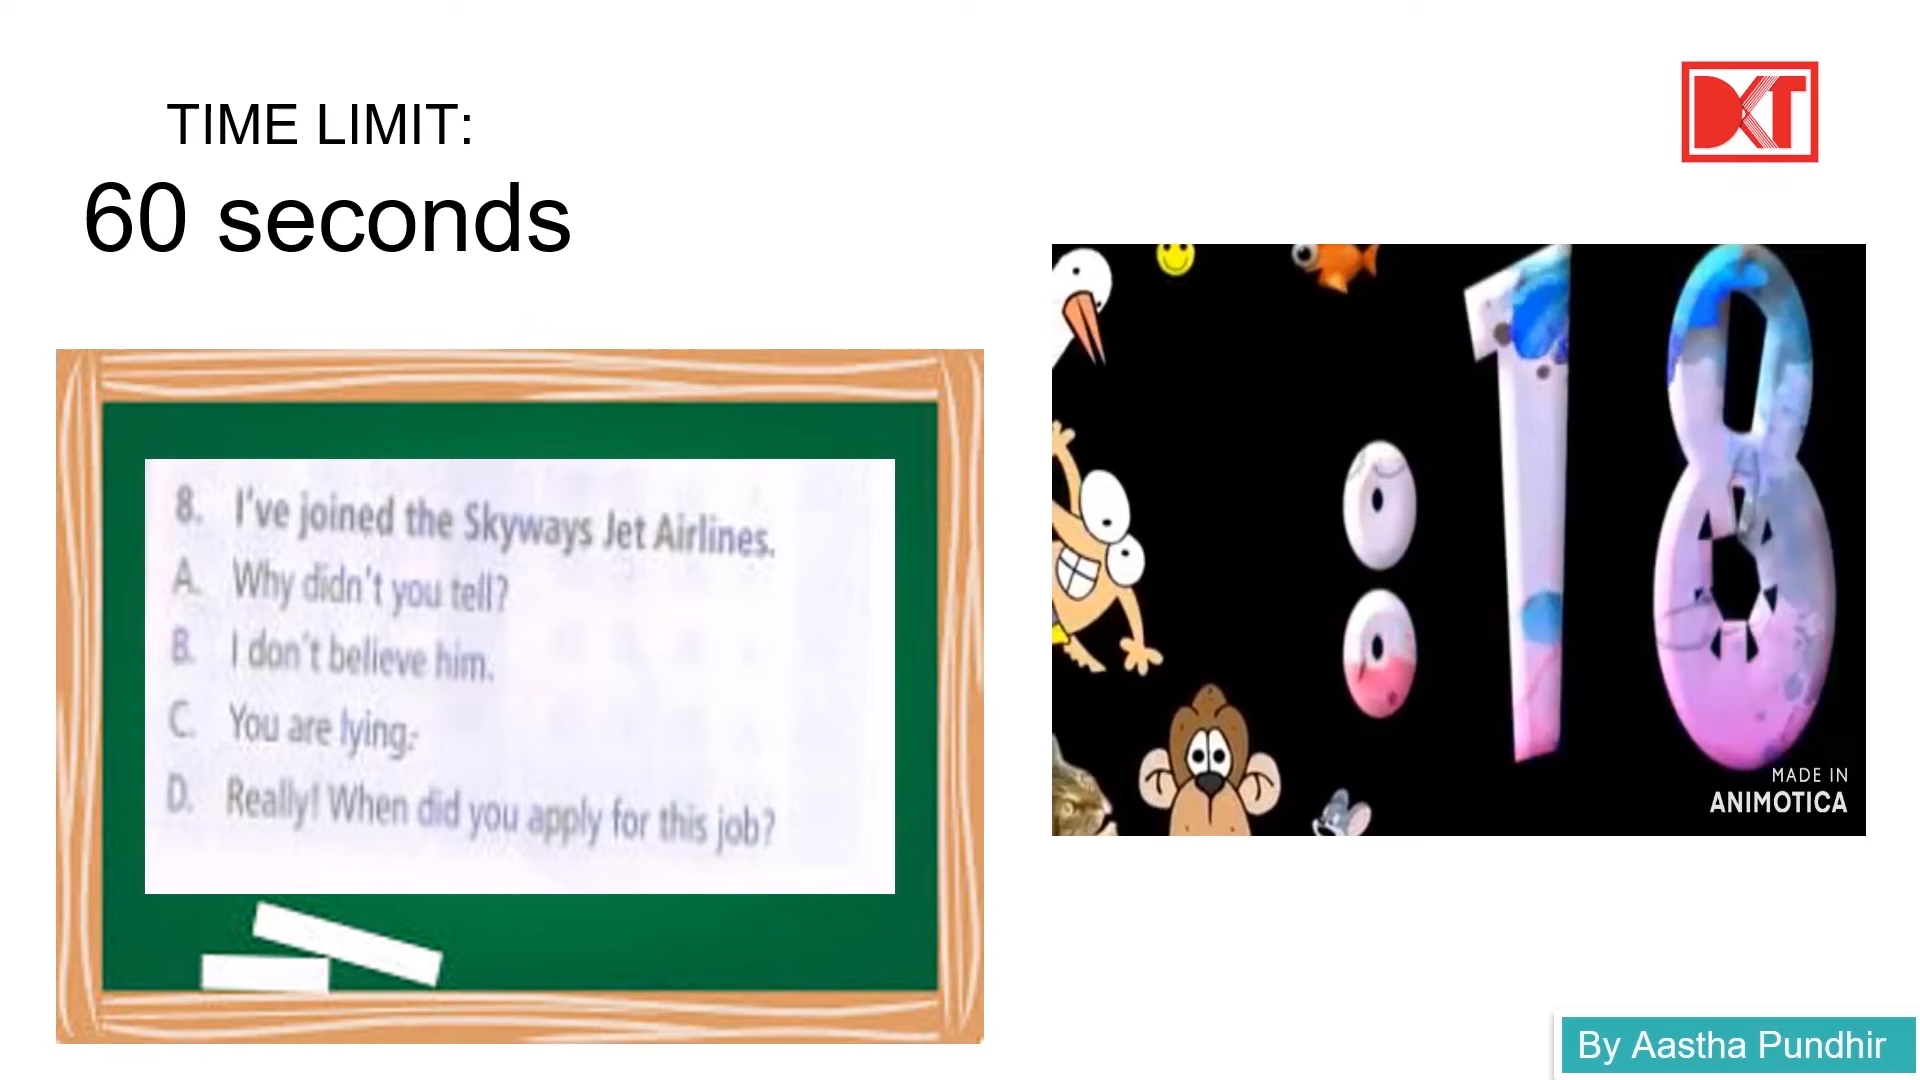 TIME LIMIT:
60 seconds
DKT
8. I've joined the Skyways Jet Airlines.
A. Why didn't you tell?
B. I don't believe him.
C. You are lying.
D. Really! When did you apply for this job?
:18
MADE IN
ANIMOTICA
By Aastha Pundhir